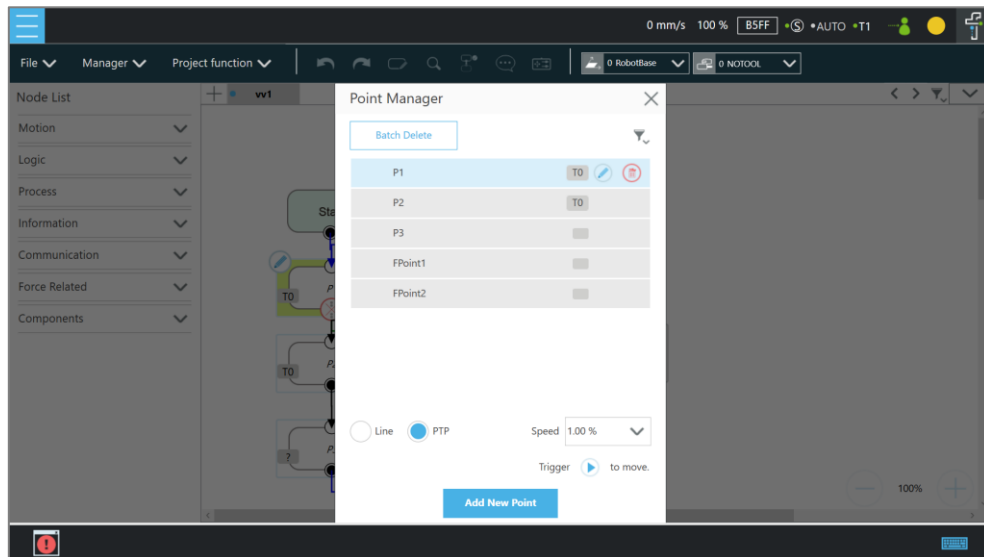 0 mm/s 100 % B5FF •Ⓢ •AUTO •T1
File Manager Project function 0 RobotBase 0 NOTOOL
Node List
Motion
Logic
Process
Information
Communication
Force Related
Components
vv1
Sta
T0 P
T0 P
? P
Point Manager
Batch Delete
P1 T0
P2 T0
P3
FPoint1
FPoint2
Line PTP Speed 1.00 %
Trigger to move.
Add New Point
100%